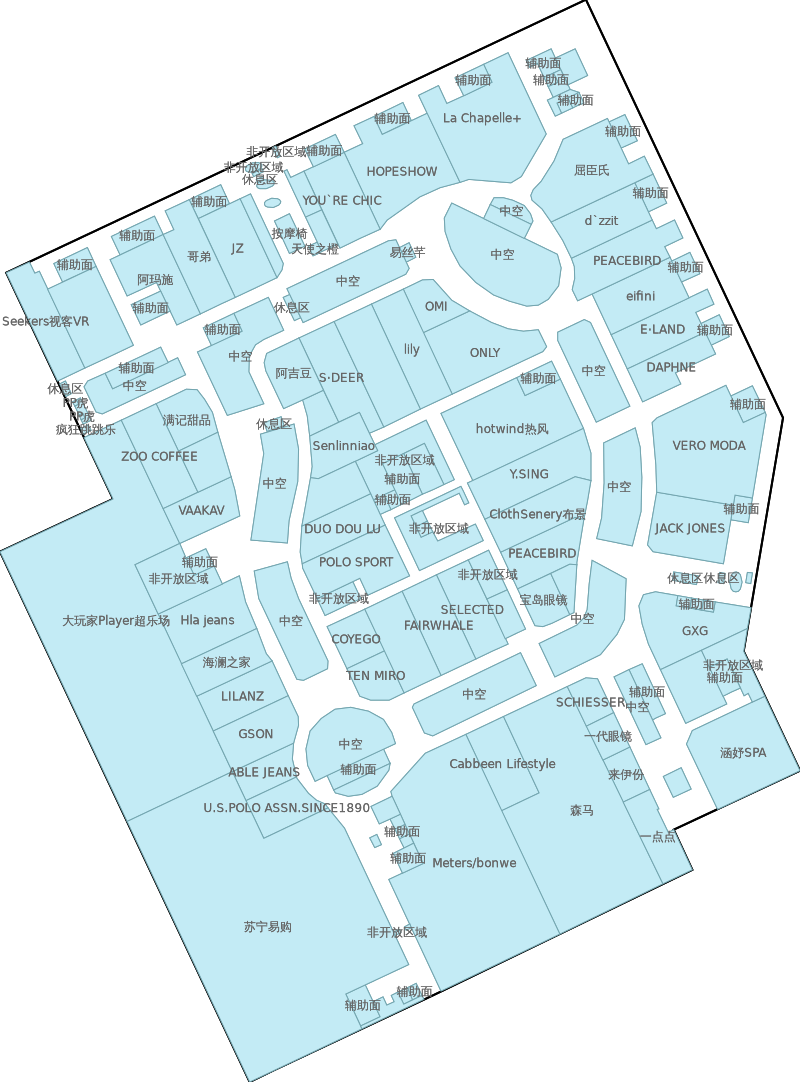 辅助面
辅助面
辅助面
辅助面
La Chapelle+
辅助面
辅助面
非开放区域
辅助面
非开放区域
休息区
HOPESHOW
屈臣氏
辅助面
YOU`RE CHIC
辅助面
中空
d`zzit
辅助面
按摩椅
天使之橙
易丝芊
哥弟
JZ
中空
PEACEBIRD
辅助面
辅助面
阿玛施
中空
eifini
辅助面
休息区
OMI
Seekers视客VR
辅助面
E·LAND
辅助面
中空
lily
ONLY
DAPHNE
辅助面
中空
阿吉豆
S·DEER
中空
辅助面
休息区
PP虎
PP虎
疯狂跳跳乐
满记甜品
休息区
辅助面
hotwind热风
VERO MODA
Senlinniao
ZOO COFFEE
非开放区域
辅助面
Y.SING
中空
中空
辅助面
VAAKAV
ClothSenery布景
辅助面
DUO DOU LU
非开放区域
JACK JONES
PEACEBIRD
辅助面
POLO SPORT
非开放区域
非开放区域
休息区
休息区
非开放区域
宝岛眼镜
辅助面
大玩家Player超乐场
Hla jeans
中空
SELECTED
中空
FAIRWHALE
GXG
COYEGO
海澜之家
非开放区域
TEN MIRO
辅助面
LILANZ
中空
辅助面
SCHIESSER
中空
GSON
中空
一代眼镜
涵妤SPA
ABLE JEANS
辅助面
Cabbeen Lifestyle
来伊份
U.S.POLO ASSN.SINCE1890
森马
辅助面
一点点
辅助面
Meters/bonwe
苏宁易购
非开放区域
辅助面
辅助面